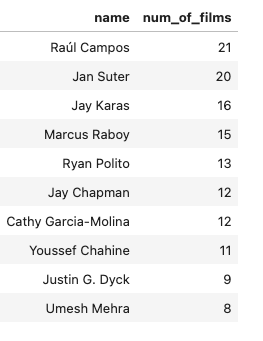 name num_of_films
Raúl Campos 21
Jan Suter 20
Jay Karas 16
Marcus Raboy 15
Ryan Polito 13
Jay Chapman 12
Cathy Garcia-Molina 12
Youssef Chahine 11
Justin G. Dyck 9
Umesh Mehra 8